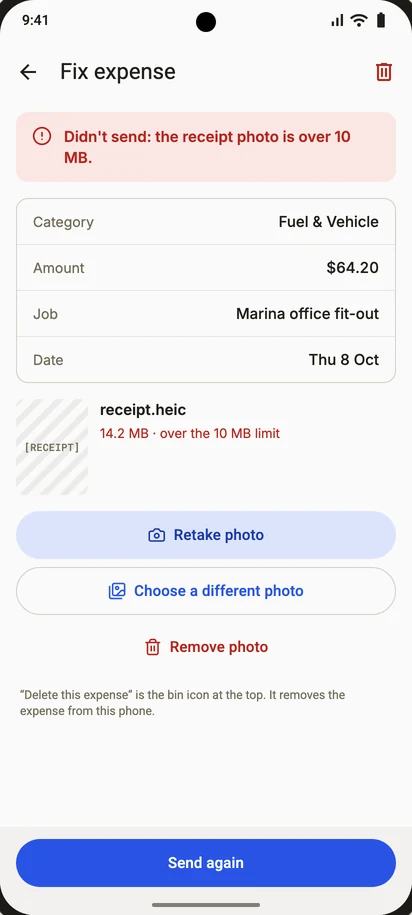 9:41
Fix expense
Didn't send: the receipt photo is over 10
MB.
Category Fuel & Vehicle
Amount $64.20
Job Marina office fit-out
Date Thu 8 Oct
[RECEIPT]
receipt.heic
14.2 MB · over the 10 MB limit
Retake photo
Choose a different photo
Remove photo
“Delete this expense” is the bin icon at the top. It removes the
expense from this phone.
Send again